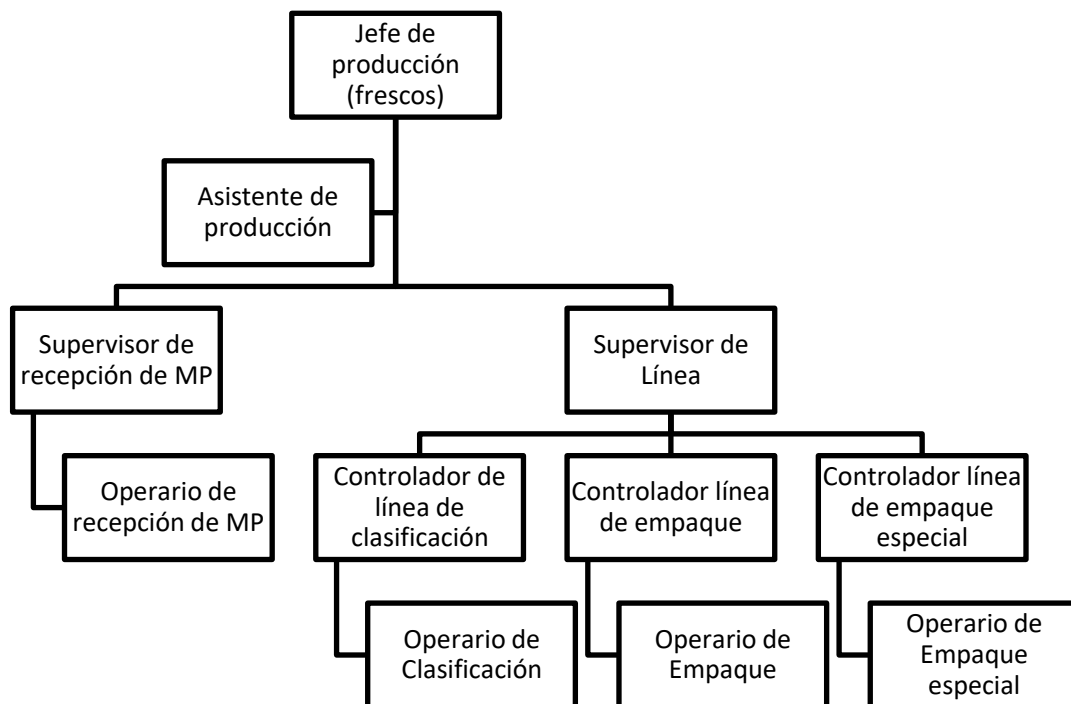 Jefe de
producción
(frescos)
Asistente de
producción
Supervisor de
recepción de MP
Supervisor de
Línea
Operario de
recepción de MP
Controlador de
línea de
clasificación
Controlador línea
de empaque
Controlador línea
de empaque
especial
Operario de
Clasificación
Operario de
Empaque
Operario de
Empaque
especial